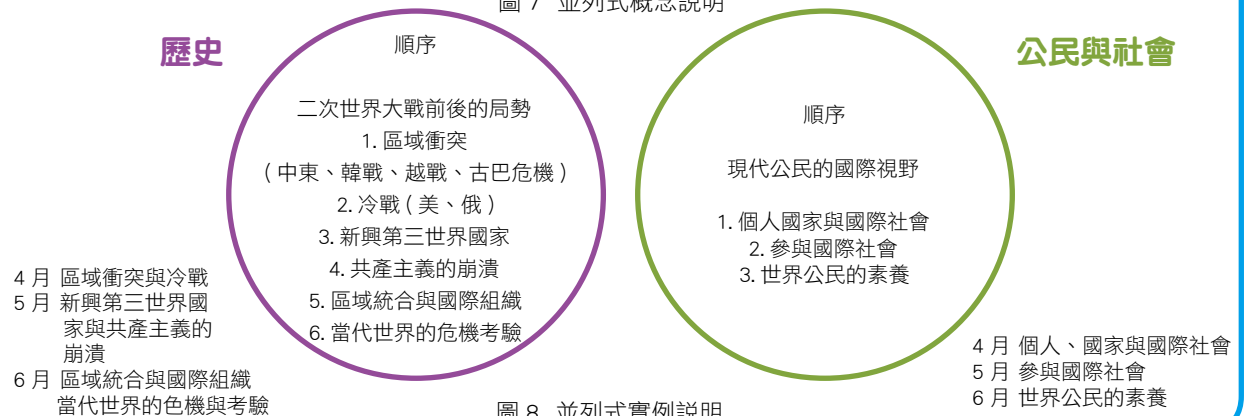 圖 7 並列式概念說明
歷史
順序
二次世界大戰前後的局勢
1. 區域衝突
( 中東、韓戰、越戰、古巴危機 )
2. 冷戰 ( 美、俄 )
3. 新興第三世界國家
4. 共產主義的崩潰
5. 區域統合與國際組織
6. 當代世界的危機考驗
4 月 區域衝突與冷戰
5 月 新興第三世界國
家與共產主義的
崩潰
6 月 區域統合與國際組織
當代世界的色機與考驗
公民與社會
順序
現代公民的國際視野
1. 個人國家與國際社會
2. 參與國際社會
3. 世界公民的素養
4 月 個人、國家與國際社會
5 月 參與國際社會
6 月 世界公民的素養
圖 8 並列式實例說明